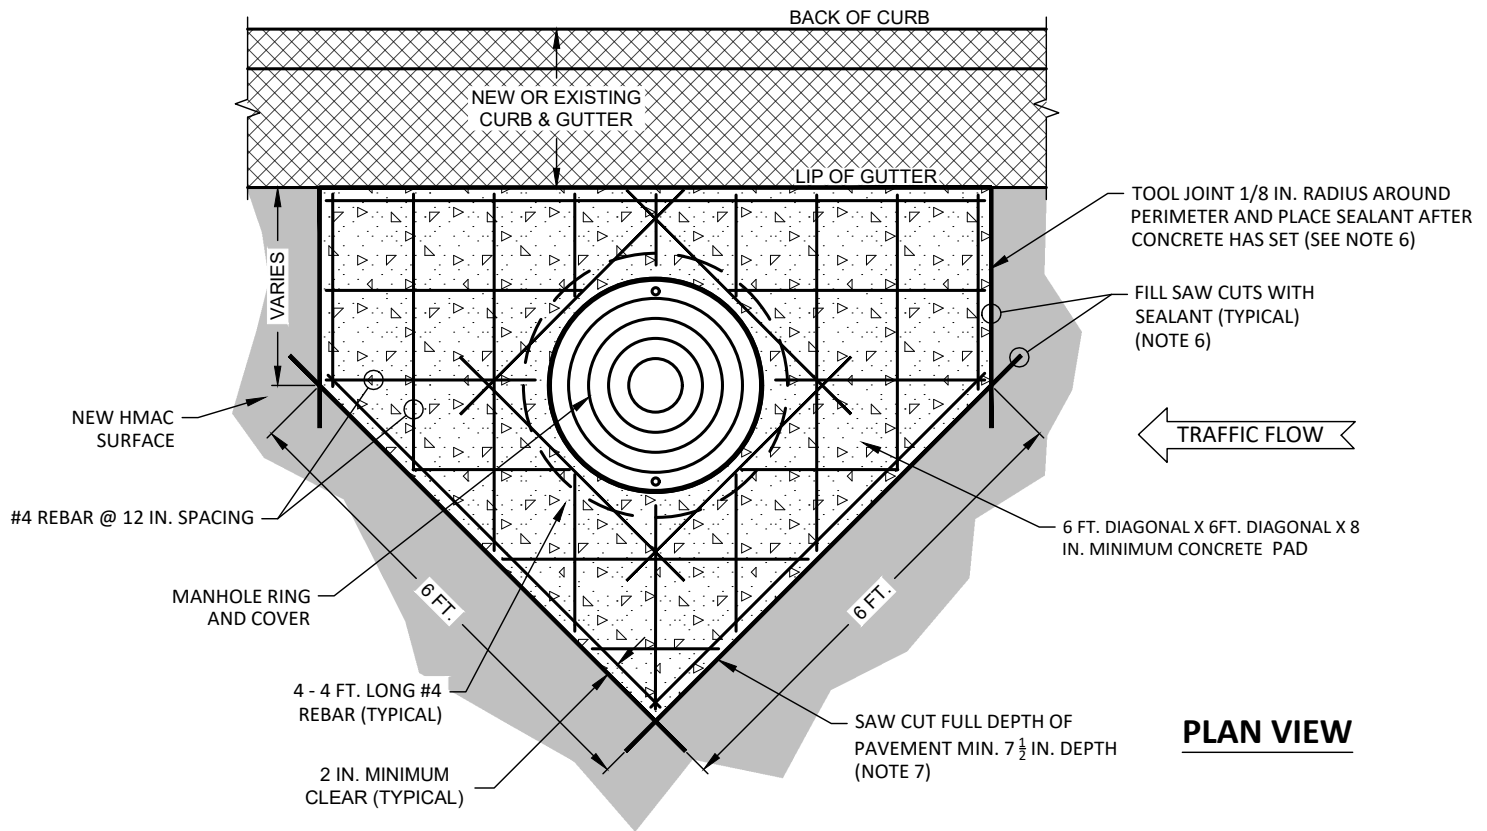 BACK OF CURB
NEW OR EXISTING
CURB & GUTTER
LIP OF GUTTER
VARIES
TOOL JOINT 1/8 IN. RADIUS AROUND
PERIMETER AND PLACE SEALANT AFTER
CONCRETE HAS SET (SEE NOTE 6)
FILL SAW CUTS WITH
SEALANT (TYPICAL)
(NOTE 6)
NEW HMAC
SURFACE
TRAFFIC FLOW
#4 REBAR @ 12 IN. SPACING
6 FT. DIAGONAL X 6FT. DIAGONAL X 8
IN. MINIMUM CONCRETE PAD
MANHOLE RING
AND COVER
6 FT.
6 FT.
4 - 4 FT. LONG #4
REBAR (TYPICAL)
SAW CUT FULL DEPTH OF
PAVEMENT MIN. 7 1/2 IN. DEPTH
(NOTE 7)
2 IN. MINIMUM
CLEAR (TYPICAL)
PLAN VIEW